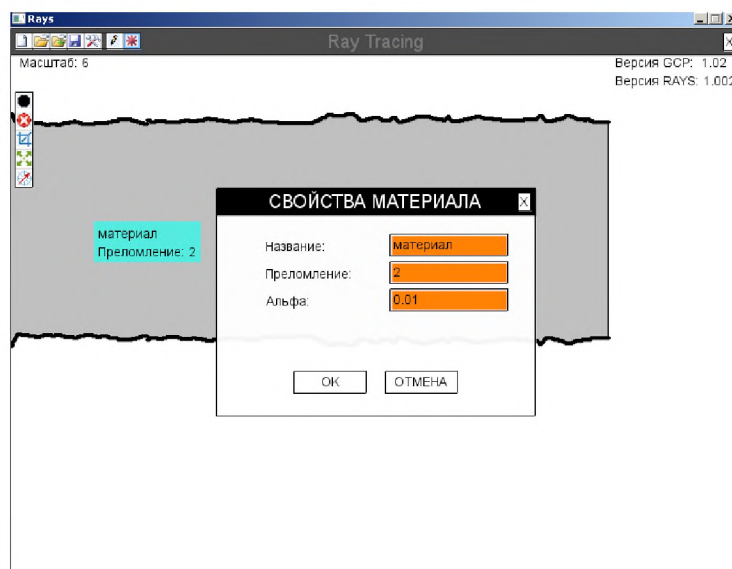 Rays
Ray Tracing
X
Масштаб: 6
Версия GCP: 1.02
Версия RAYS: 1.002
СВОЙСТВА МАТЕРИАЛА
X
материал
Преломление: 2
Название:
материал
Преломление:
2
Альфа:
0.01
OK
ОТМЕНА